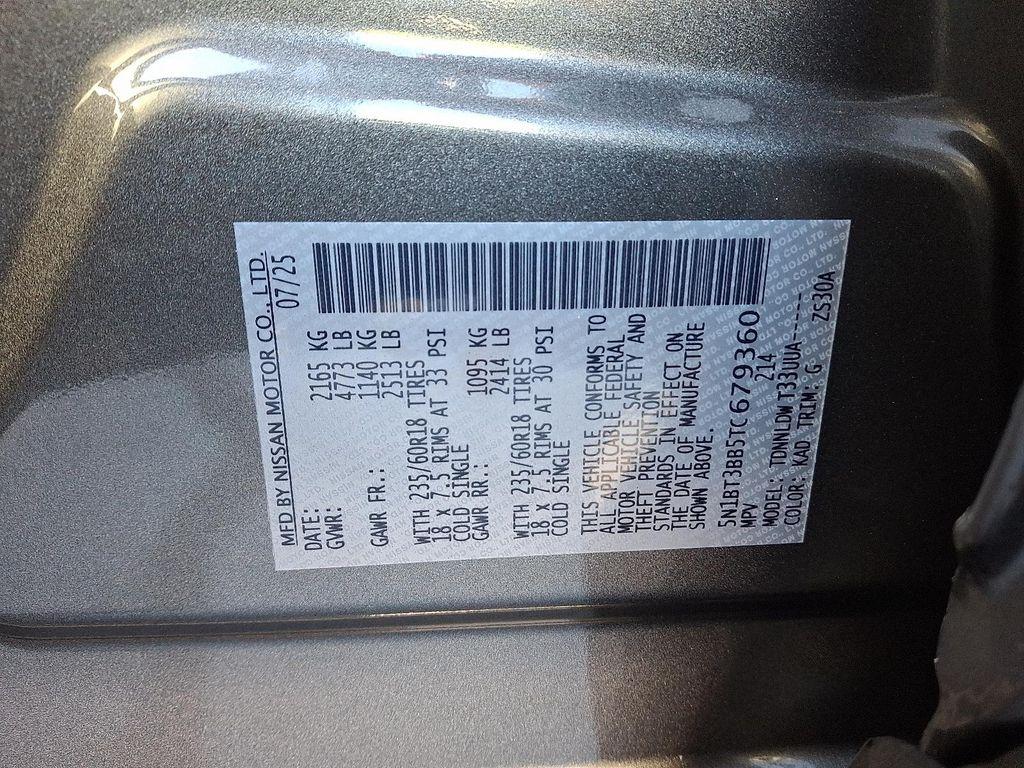 MFD BY NISSAN MOTOR CO., LTD.
DATE: 07/25
GVWR: 2165 KG
4773 LB
GAWR FR.: 1140 KG
2513 LB
WITH 235/60R18 TIRES
18 x 7.5 RIMS AT 33 PSI
COLD SINGLE
GAWR RR.: 1095 KG
2414 LB
WITH 235/60R18 TIRES
18 x 7.5 RIMS AT 30 PSI
COLD SINGLE
THIS VEHICLE CONFORMS TO
ALL APPLICABLE FEDERAL
MOTOR VEHICLE SAFETY AND
THEFT PREVENTION
STANDARDS IN EFFECT ON
THE DATE OF MANUFACTURE
SHOWN ABOVE.
5N1BT3BB5TC679360
MPV 214
MODEL: TDNNLDWT33UUA-----
COLOR: KAD TRIM: G ZS30A